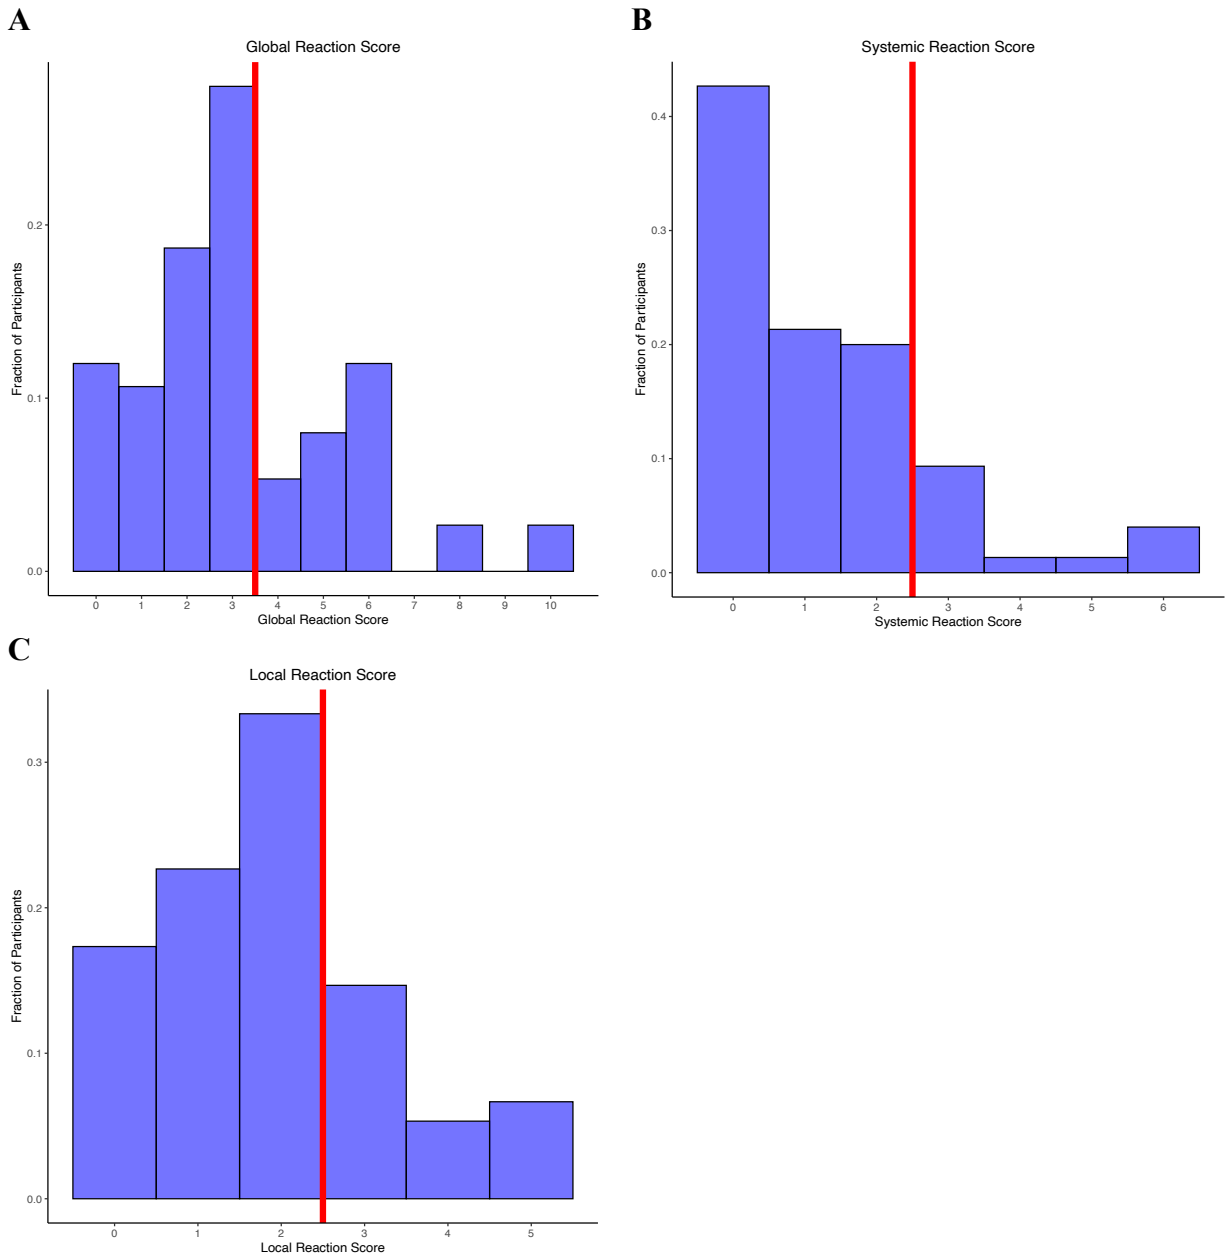 A
Global Reaction Score
Fraction of Participants
0.2
0.1
0.0
0 1 2 3 4 5 6 7 8 9 10
Global Reaction Score
B
Systemic Reaction Score
Fraction of Participants
0.4
0.3
0.2
0.1
0.0
0 1 2 3 4 5 6
Systemic Reaction Score
C
Local Reaction Score
Fraction of Participants
0.3
0.2
0.1
0.0
0 1 2 3 4 5
Local Reaction Score